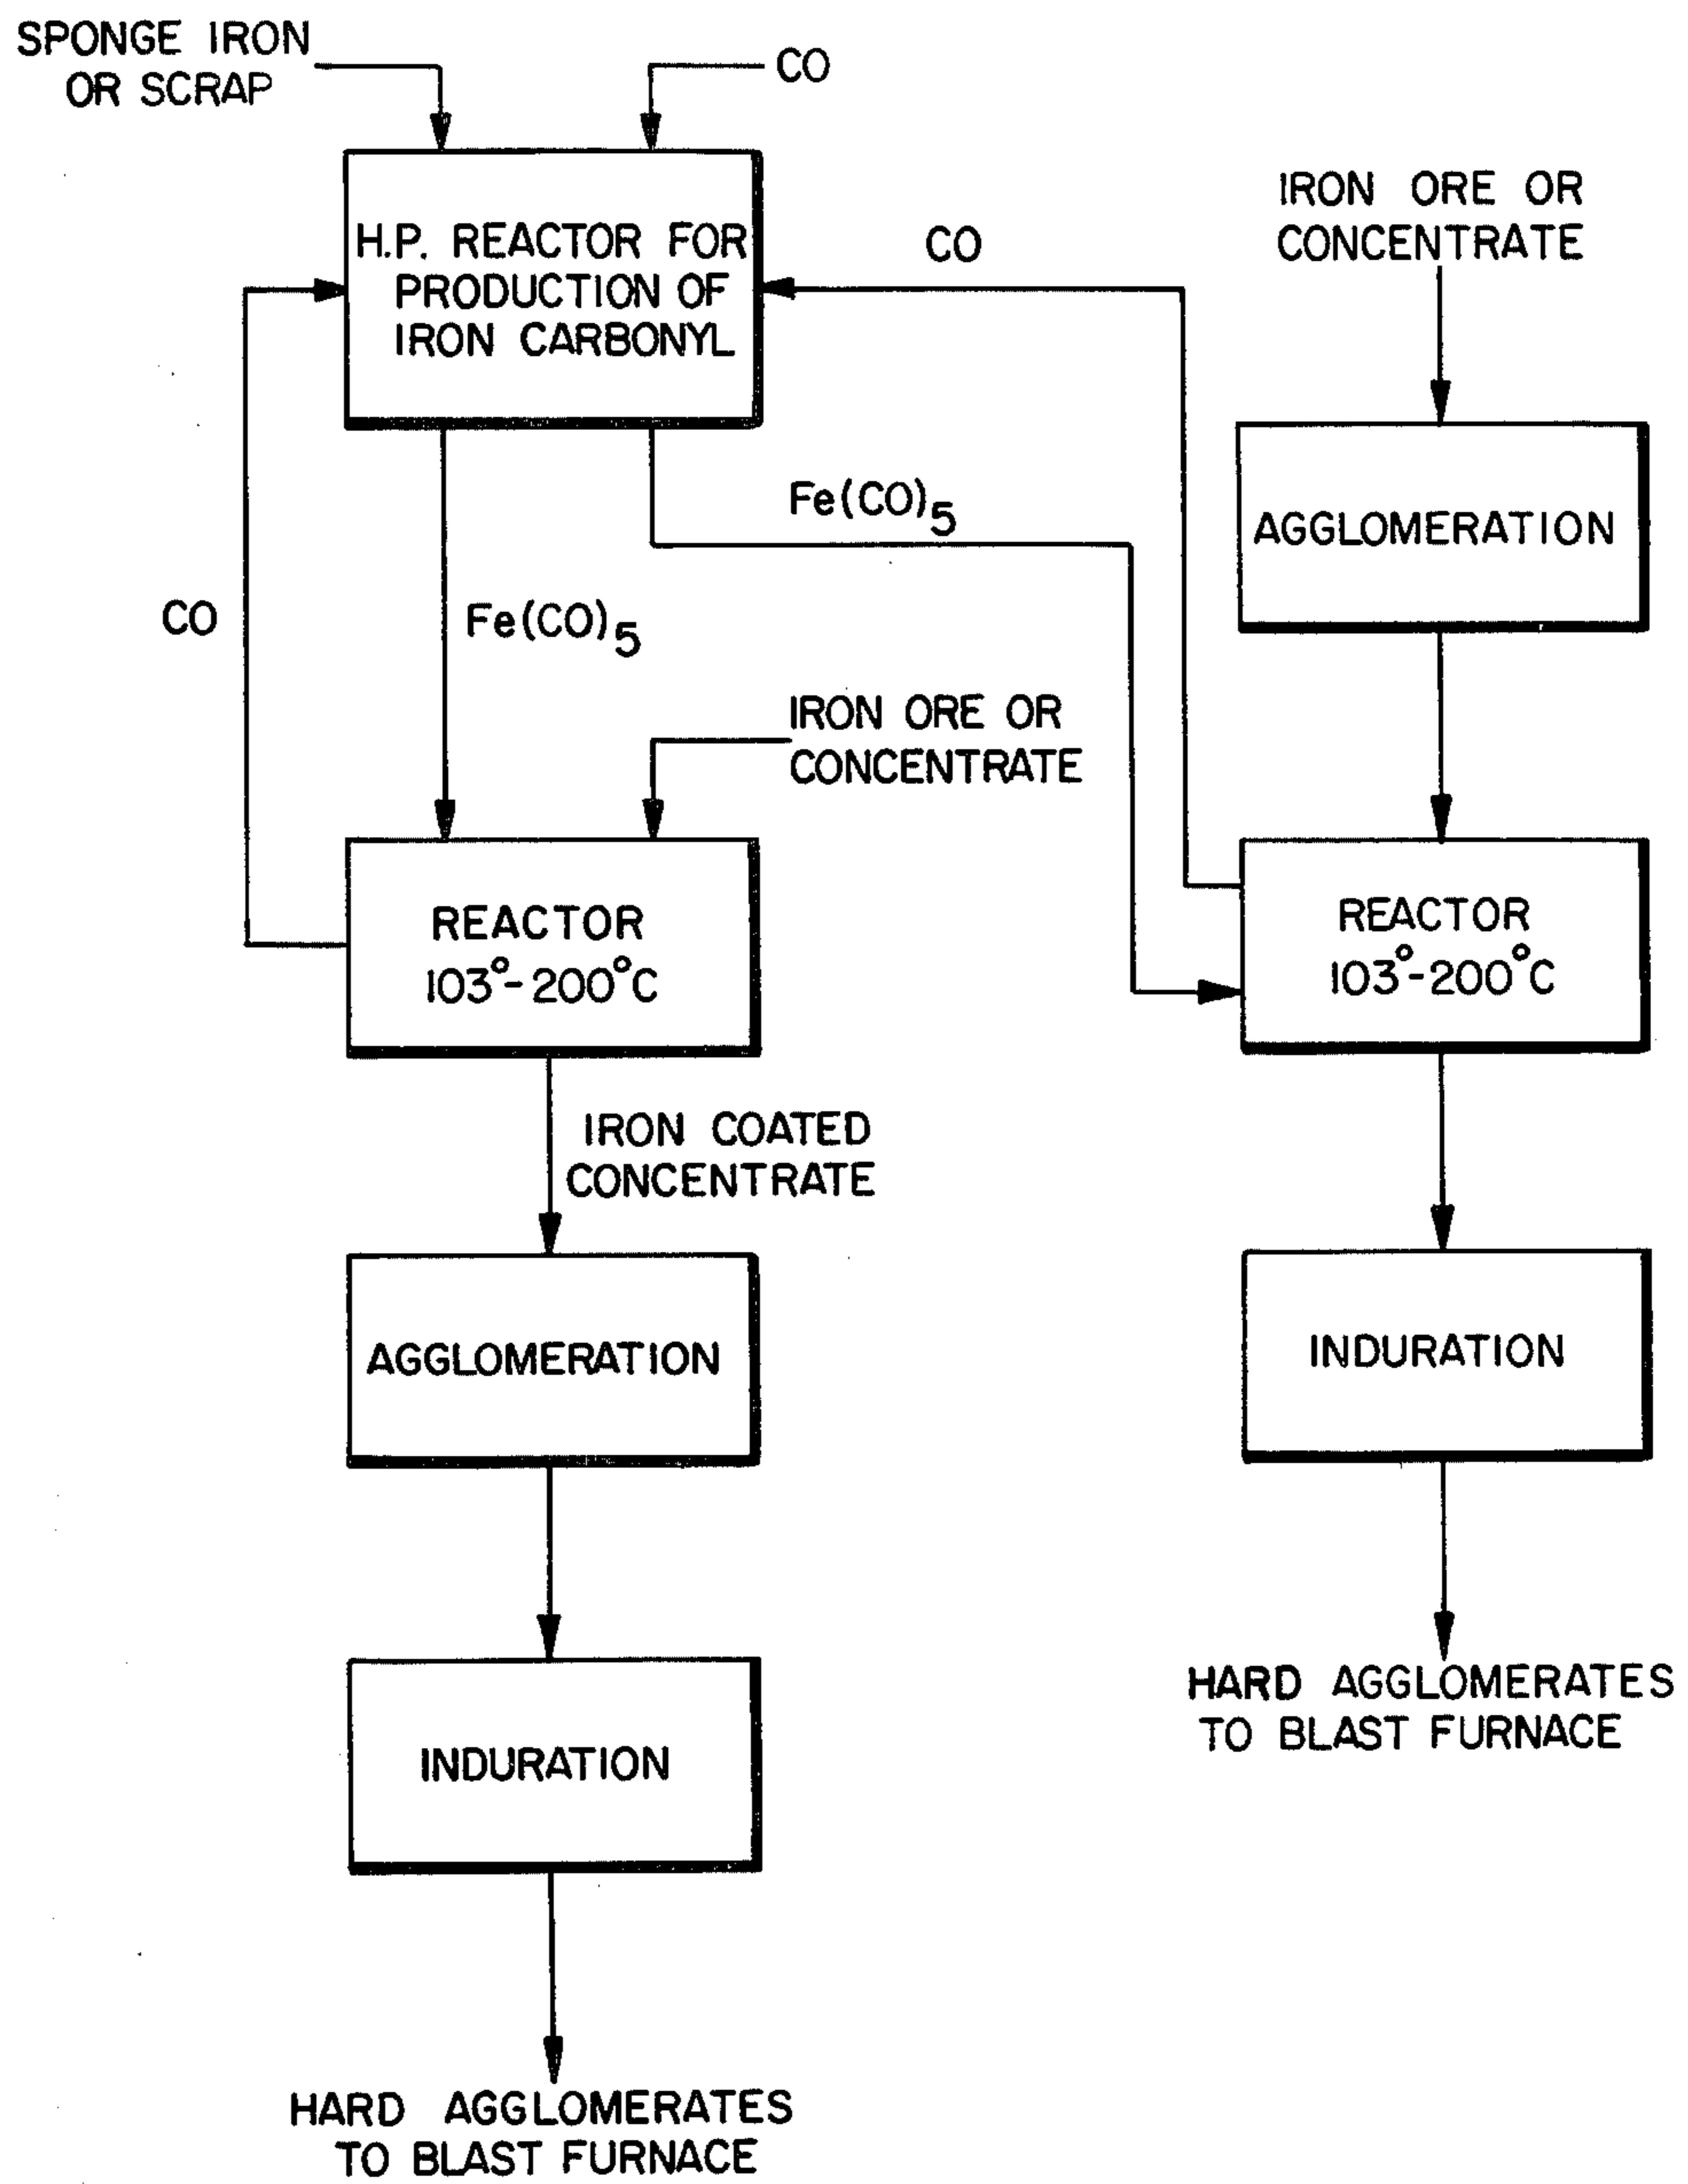 SPONGE IRON
OR SCRAP
CO
H.P. REACTOR FOR
PRODUCTION OF
IRON CARBONYL
CO
IRON ORE OR
CONCENTRATE
AGGLOMERATION
Fe(CO)5
CO
Fe(CO)5
IRON ORE OR
CONCENTRATE
REACTOR
103°-200°C
REACTOR
103°-200°C
IRON COATED
CONCENTRATE
AGGLOMERATION
INDURATION
HARD AGGLOMERATES
TO BLAST FURNACE
INDURATION
HARD AGGLOMERATES
TO BLAST FURNACE